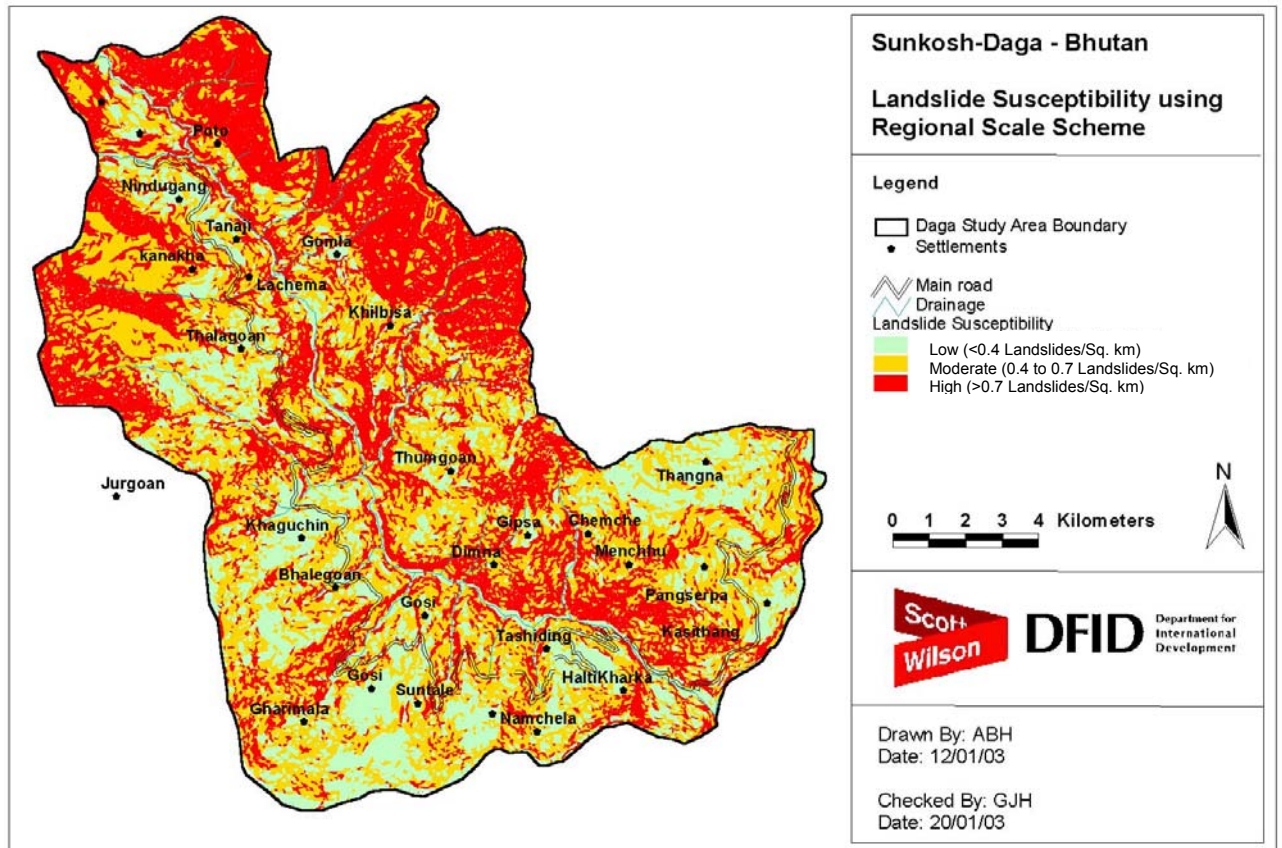 Sunkosh-Daga - Bhutan
Landslide Susceptibility using
Regional Scale Scheme
Legend
Daga Study Area Boundary
Settlements
Main road
Drainage
Landslide Susceptibility
Low (<0.4 Landslides/Sq. km)
Moderate (0.4 to 0.7 Landslides/Sq. km)
High (>0.7 Landslides/Sq. km)
N
0 1 2 3 4 Kilometers
Scott
Wilson
DFID
Department for
International
Development
Drawn By: ABH
Date: 12/01/03
Checked By: GJH
Date: 20/01/03
Poto
Nindugang
Tanaji
Gomla
kanakha
Lachema
Khilbisa
Thalagoan
Thumgoan
Thangna
Jurgoan
Khaguchin
Gipsa
Chemche
Dimna
Menchhu
Bhalegoan
Pangserpa
Gosi
Tashiding
Kasithang
Gosi
HaltiKharka
Suntale
Gharimala
Namchela